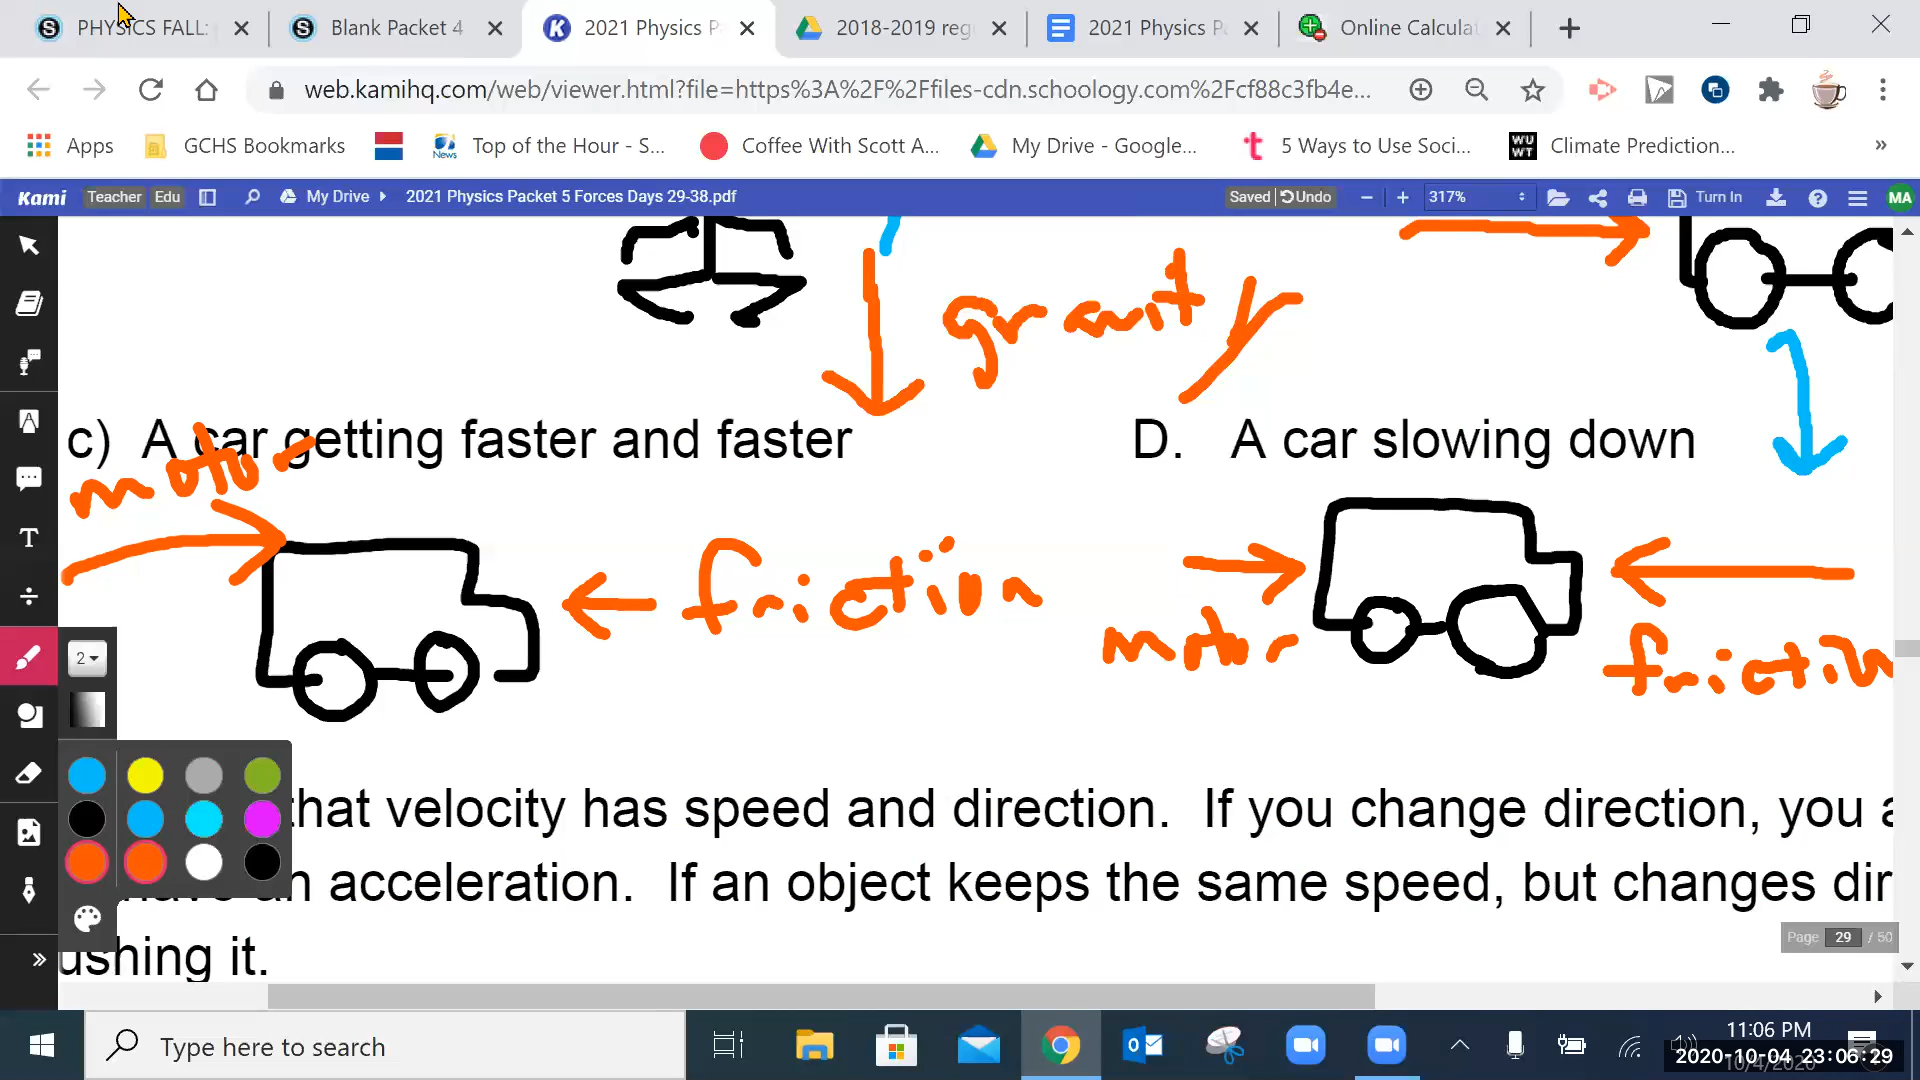 PHYSICS FALL:
Blank Packet 4
2021 Physics P
2018-2019 reg
2021 Physics P
Online Calculat
web.kamihq.com/web/viewer.html?file=https%3A%2F%2Ffiles-cdn.schoology.com%2Fcf88c3fb4e...
Apps
GCHS Bookmarks
News
Top of the Hour - S...
Coffee With Scott A...
My Drive - Google...
5 Ways to Use Soci...
WU WT
Climate Prediction...
Kami Teacher Edu My Drive 2021 Physics Packet 5 Forces Days 29-38.pdf Saved Undo 317% Turn In MA
gravity
c) A car getting faster and faster
D. A car slowing down
motor
friction
motor
friction
2
that velocity has speed and direction. If you change direction, you a
have an acceleration. If an object keeps the same speed, but changes dir
ushing it.
Page 29 / 50
Type here to search
11:06 PM
2020-10-04 23:06:29